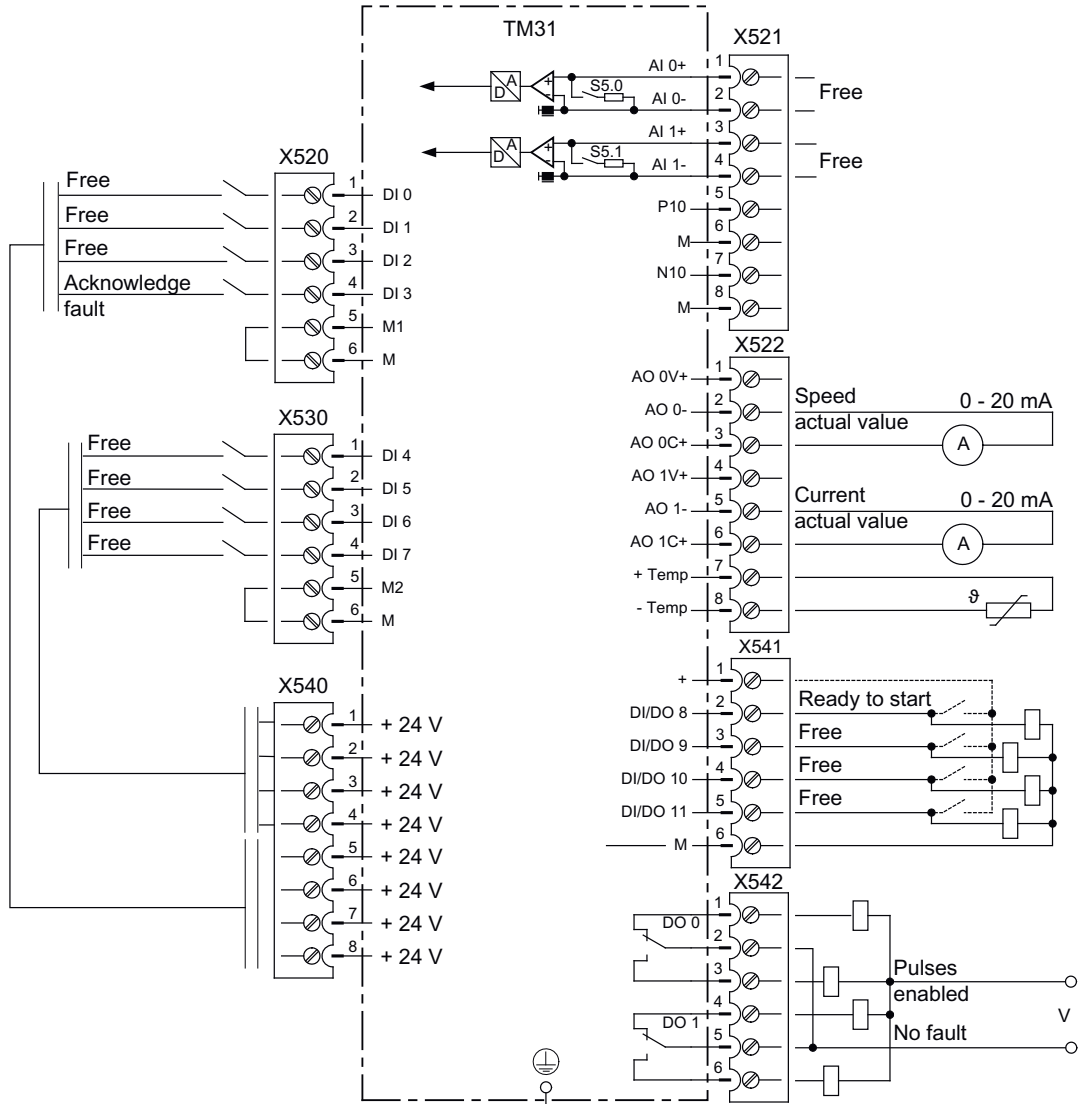 TM31
X520
Free
1
DI 0
Free
2
DI 1
Free
3
DI 2
Acknowledge
fault
4
DI 3
5
M1
6
M
X530
Free
1
DI 4
Free
2
DI 5
Free
3
DI 6
Free
4
DI 7
5
M2
6
M
X540
1
+ 24 V
2
+ 24 V
3
+ 24 V
4
+ 24 V
5
+ 24 V
6
+ 24 V
7
+ 24 V
8
+ 24 V
X521
A
D
+
-
S5.0
AI 0+
1
AI 0-
2
Free
A
D
+
-
S5.1
AI 1+
3
AI 1-
4
Free
P10
5
M
6
N10
7
M
8
X522
AO 0V+
1
AO 0-
2
Speed
actual value
0 - 20 mA
AO 0C+
3
A
AO 1V+
4
AO 1-
5
Current
actual value
0 - 20 mA
AO 1C+
6
A
+ Temp
7
- Temp
8
ϑ
X541
+
1
DI/DO 8
2
Ready to start
DI/DO 9
3
Free
DI/DO 10
4
Free
DI/DO 11
5
Free
M
6
X542
DO 0
1
2
3
Pulses
enabled
DO 1
4
5
No fault
6
V